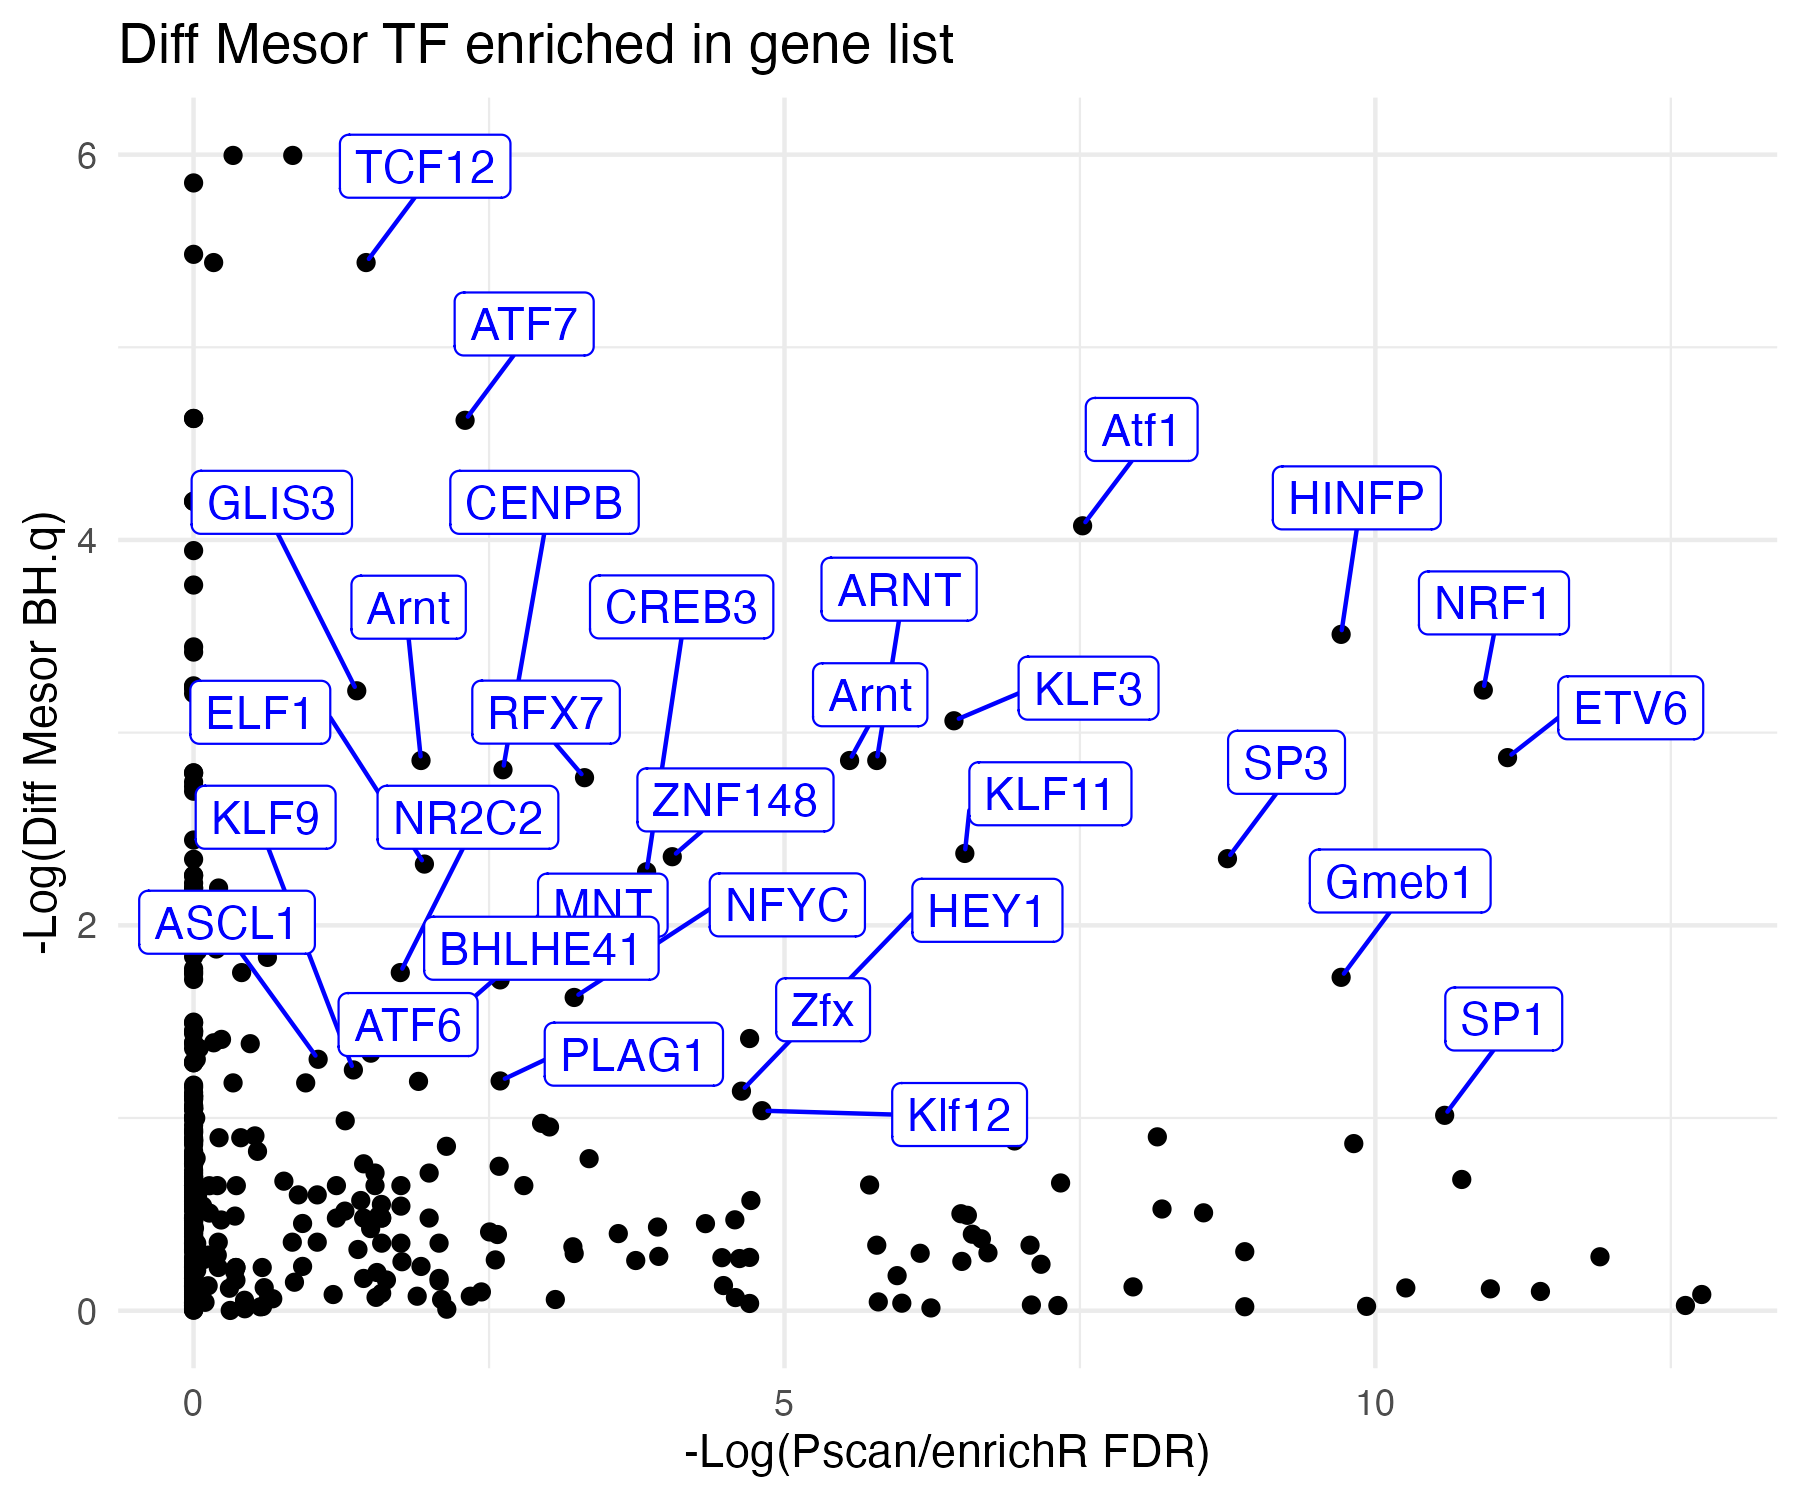 Diff Mesor TF enriched in gene list
-Log(Diff Mesor BH.q)
6
4
2
0
TCF12
ATF7
Atf1
GLIS3
CENPB
HINFP
Arnt
CREB3
ARNT
NRF1
ELF1
RFX7
Arnt
KLF3
ETV6
SP3
KLF9
NR2C2
ZNF148
KLF11
Gmeb1
ASCL1
MNT
NFYC
HEY1
BHLHE41
ATF6
Zfx
SP1
PLAG1
Klf12
0
5
10
-Log(Pscan/enrichR FDR)